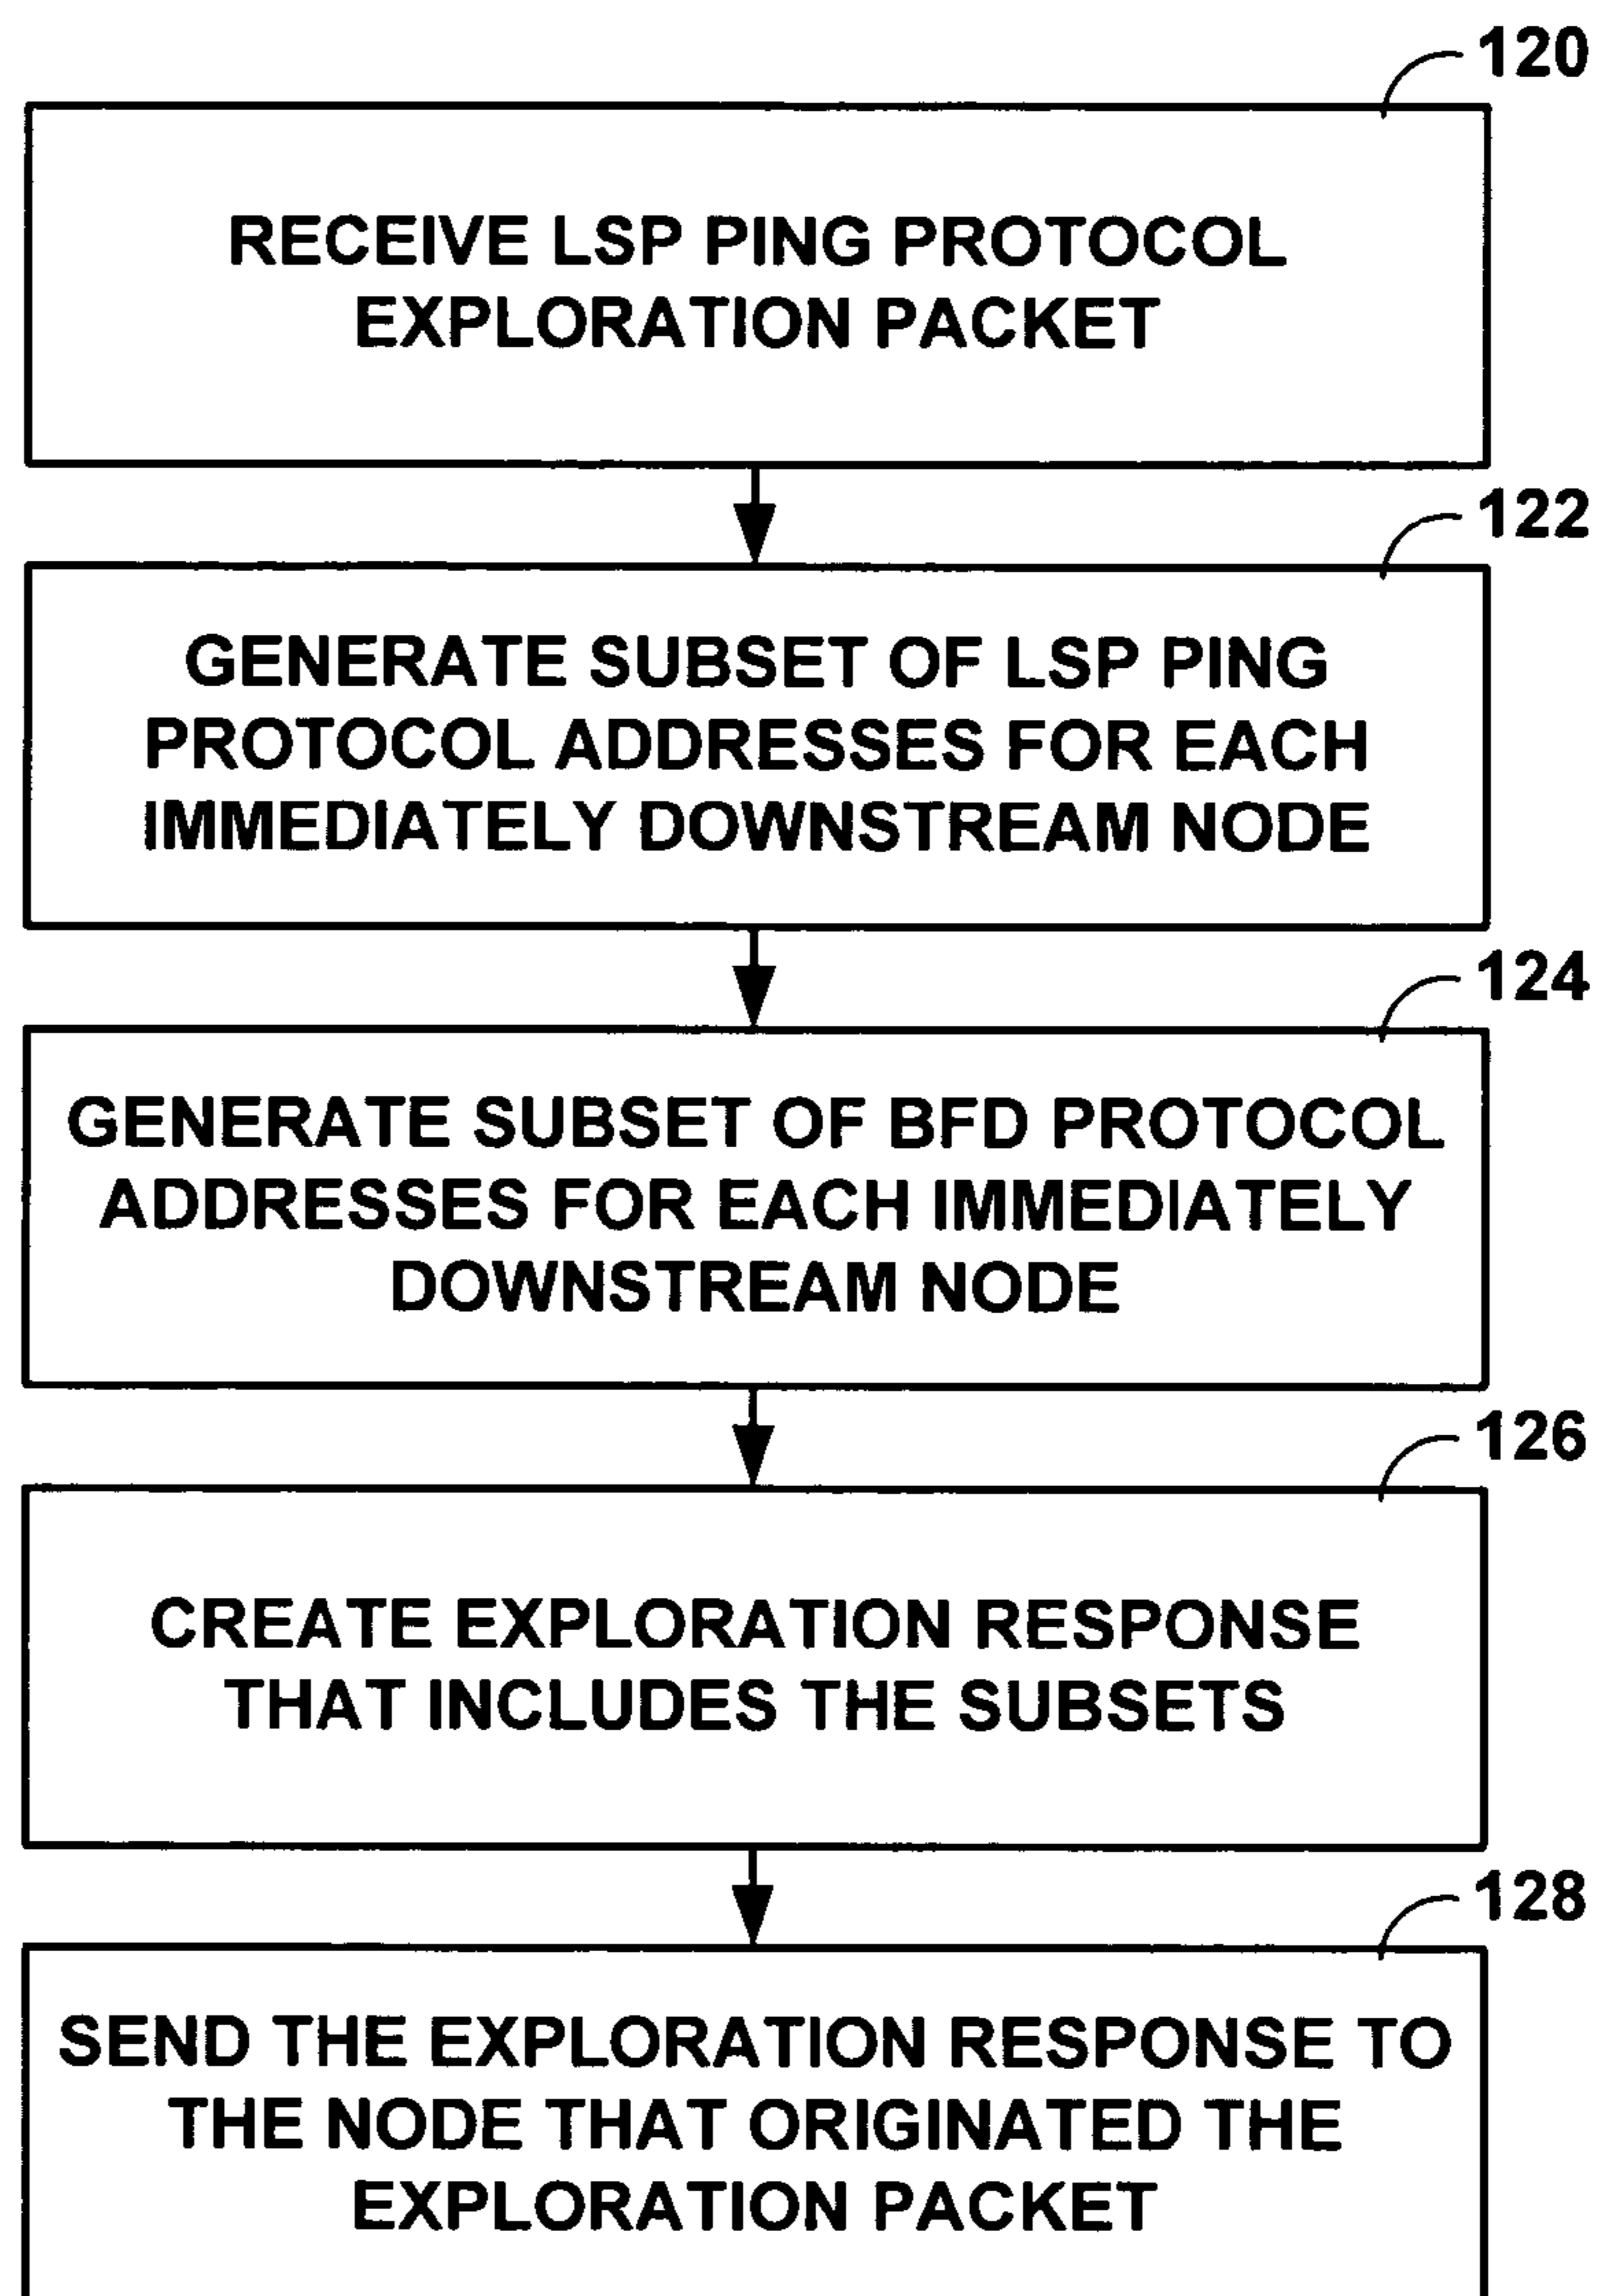 120
RECEIVE LSP PING PROTOCOL
EXPLORATION PACKET
122
GENERATE SUBSET OF LSP PING
PROTOCOL ADDRESSES FOR EACH
IMMEDIATELY DOWNSTREAM NODE
124
GENERATE SUBSET OF BFD PROTOCOL
ADDRESSES FOR EACH IMMEDIATELY
DOWNSTREAM NODE
126
CREATE EXPLORATION RESPONSE
THAT INCLUDES THE SUBSETS
128
SEND THE EXPLORATION RESPONSE TO
THE NODE THAT ORIGINATED THE
EXPLORATION PACKET